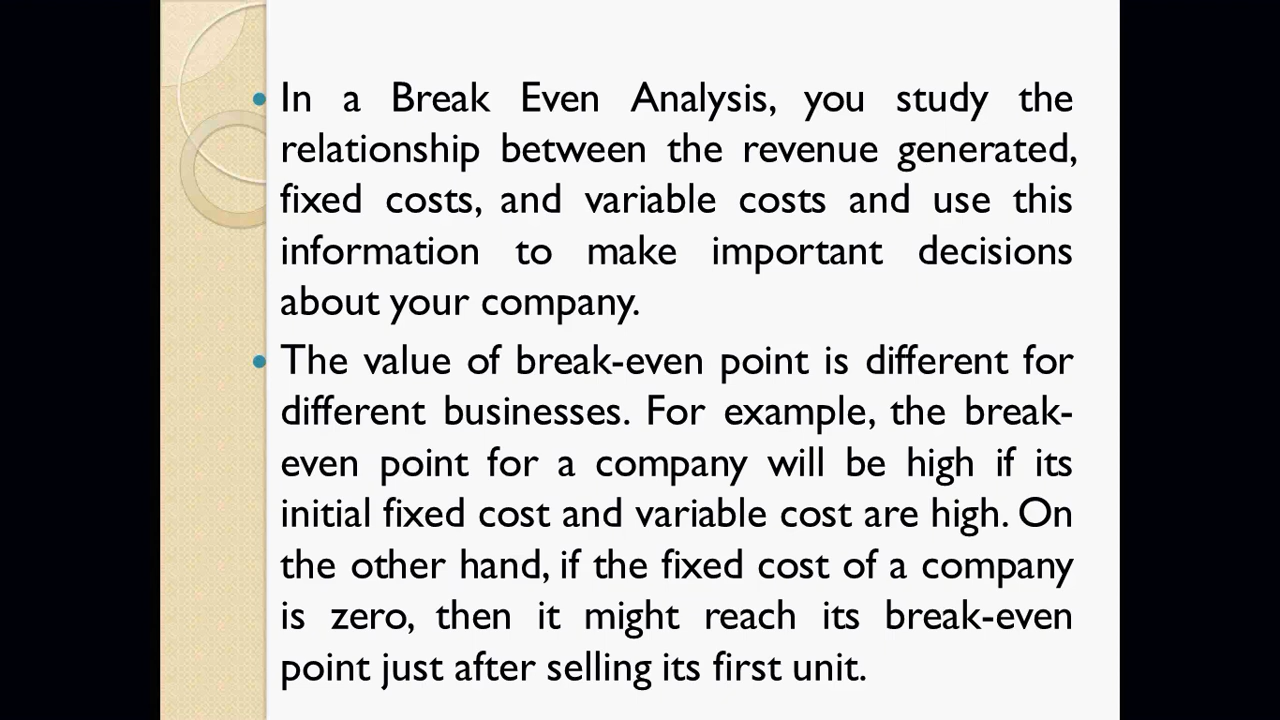 • In a Break Even Analysis, you study the
relationship between the revenue generated,
fixed costs, and variable costs and use this
information to make important decisions
about your company.
• The value of break-even point is different for
different businesses. For example, the break-
even point for a company will be high if its
initial fixed cost and variable cost are high. On
the other hand, if the fixed cost of a company
is zero, then it might reach its break-even
point just after selling its first unit.